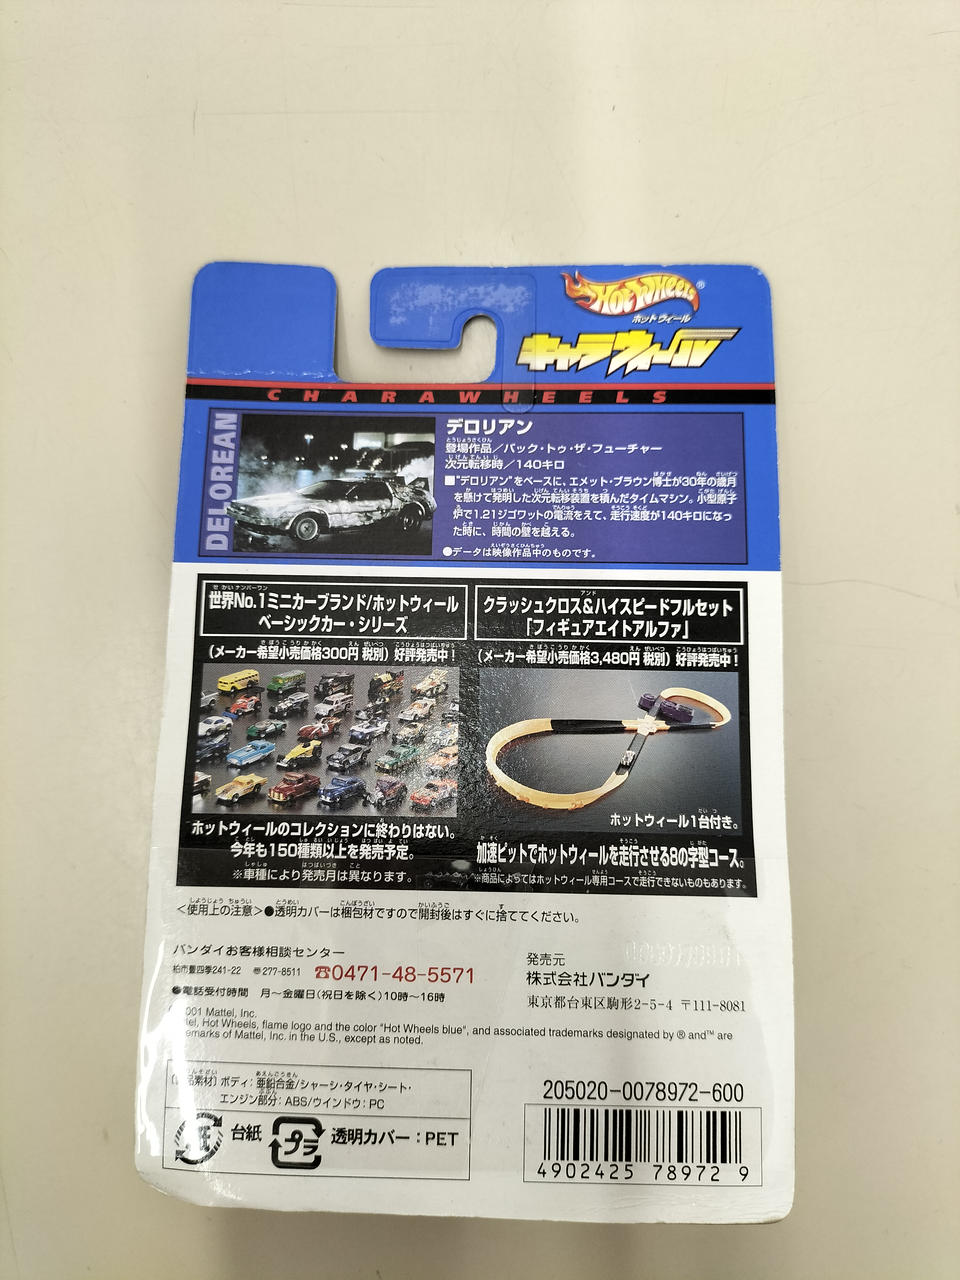 HOT WHEELS®
ホットウィール
キャラウィール
CHARAWHEELS
DELOREAN
デロリアン
登場作品/バック・トゥ・ザ・フューチャー
次元転移時/140キロ
■"デロリアン"をベースに、エメット・ブラウン博士が30年の歳月
を懸けて発明した次元転移装置を積んだタイムマシン。小型原子
炉で1.21ジゴワットの電流をえて、走行速度が140キロになっ
た時に、時間の壁を越える。
●データは映像作品中のものです。
世界No.1ミニカーブランド/ホットウィール
ベーシックカー・シリーズ
(メーカー希望小売価格300円 税別) 好評発売中!
ホットウィールのコレクションに終わりはない。
今年も150種類以上を発売予定。
※車種により発売月は異なります。
クラッシュクロス&ハイスピードフルセット
「フィギュアエイトアルファ」
(メーカー希望小売価格3,480円 税別) 好評発売中!
ホットウィール1台付き。
加速ピットでホットウィールを走行させる8の字型コース。
※商品によってはホットウィール専用コースで走行できないものもあります。
<使用上の注意>●透明カバーは梱包材ですので開封後はすぐに捨ててください。
バンダイお客様相談センター
柏市豊四季241-22 〠277-8511 ☎0471-48-5571
●電話受付時間 月~金曜日(祝日を除く)10時~16時
発売元
株式会社バンダイ
東京都台東区駒形2-5-4 〒111-8081
001 Mattel, Inc.
tel, Hot Wheels, flame logo and the color "Hot Wheels blue", and associated trademarks designated by ® and™ are
emarks of Mattel, Inc. in the U.S., except as noted.
品素材〕ボディ:亜鉛合金/シャーシ・タイヤ・シート・
エンジン部分:ABS/ウインドウ:PC
台紙
プラ
透明カバー:PET
205020-0078972-600
4902425 78972 9